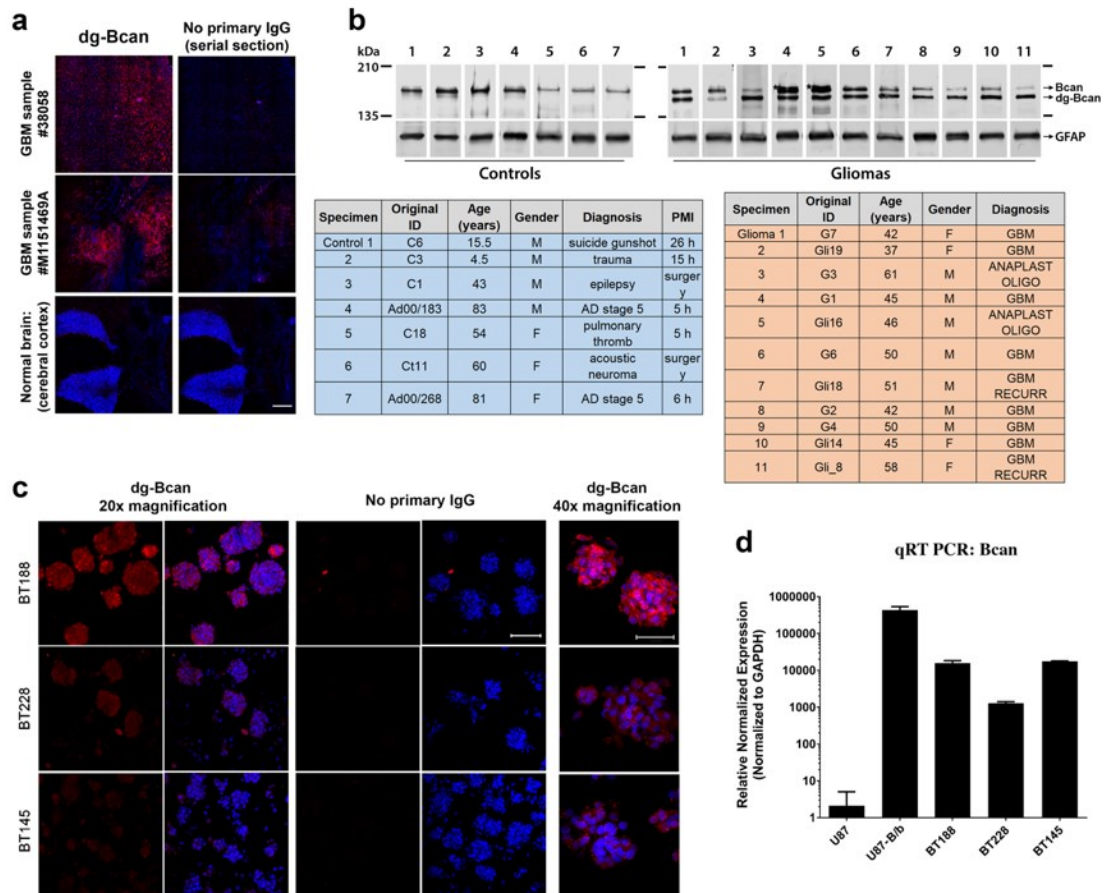 a
dg-Bcan
No primary IgG
(serial section)
GBM sample
#38058
GBM sample
#M1151469A
Normal brain:
(cerebral cortex)
b
kDa
1 2 3 4 5 6 7
1 2 3 4 5 6 7 8 9 10 11
210
135
Bcan
dg-Bcan
GFAP
* *
Controls
Gliomas
Specimen Original ID Age (years) Gender Diagnosis PMI
Control 1 C6 15.5 M suicide gunshot 26 h
2 C3 4.5 M trauma 15 h
3 C1 43 M epilepsy surgery
4 Ad00/183 83 M AD stage 5 5 h
5 C18 54 F pulmonary thromb 5 h
6 Ct11 60 F acoustic neuroma surgery
7 Ad00/268 81 F AD stage 5 6 h
Specimen Original ID Age (years) Gender Diagnosis
Glioma 1 G7 42 F GBM
2 Gli19 37 F GBM
3 G3 61 M ANAPLAST OLIGO
4 G1 45 M GBM
5 Gli16 46 M ANAPLAST OLIGO
6 G6 50 M GBM
7 Gli18 51 M GBM RECURR
8 G2 42 M GBM
9 G4 50 M GBM
10 Gli14 45 F GBM
11 Gli_8 58 F GBM RECURR
c
dg-Bcan
20x magnification
No primary IgG
dg-Bcan
40x magnification
BT188
BT228
BT145
d
qRT PCR: Bcan
Relative Normalized Expression
(Normalized to GAPDH)
1000000
100000
10000
1000
100
10
1
U87
U87-B/b
BT188
BT228
BT145